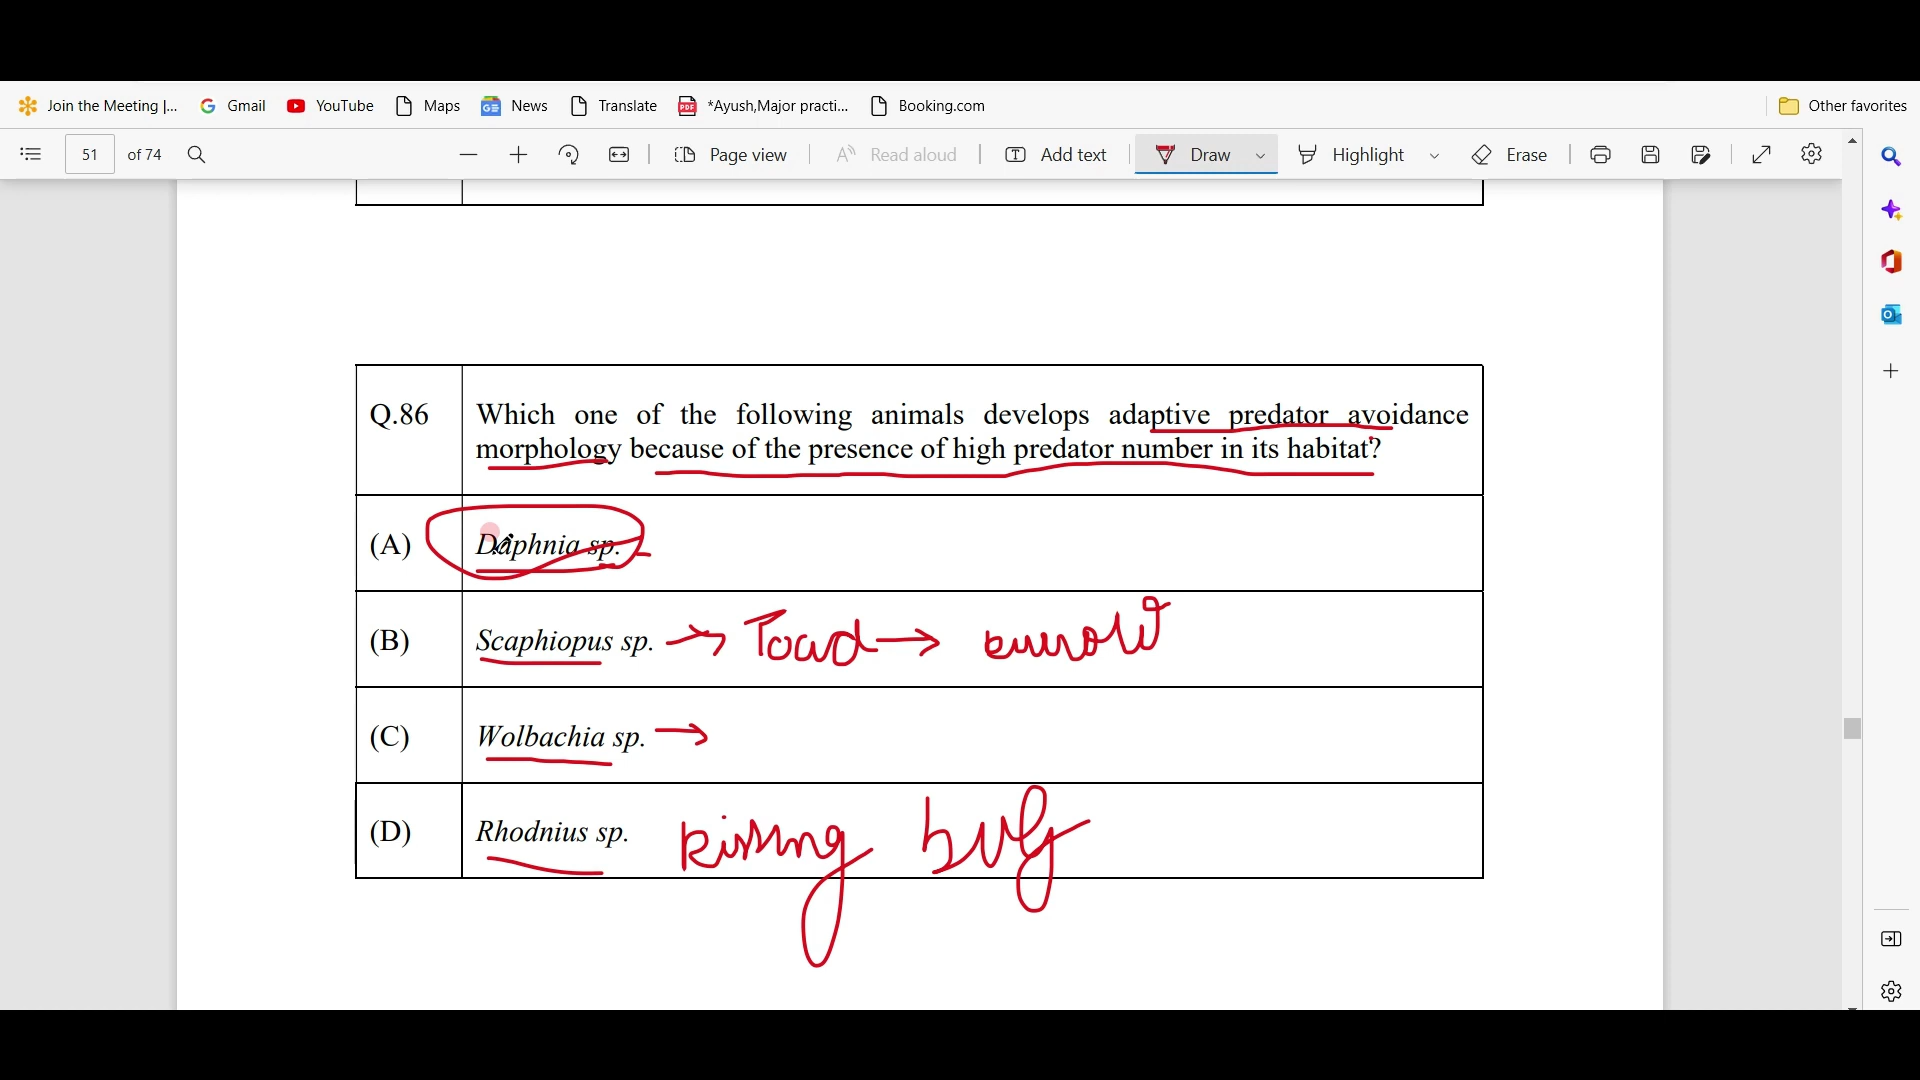 Join the Meeting |... Gmail YouTube Maps News Translate *Ayush,Major practi... Booking.com Other favorites
51 of 74 Page view Read aloud Add text Draw Highlight Erase
Q.86 Which one of the following animals develops adaptive predator avoidance
morphology because of the presence of high predator number in its habitat?
(A) Daphnia sp.
(B) Scaphiopus sp. Toad
(C) Wolbachia sp.
(D) Rhodnius sp. kissing bug